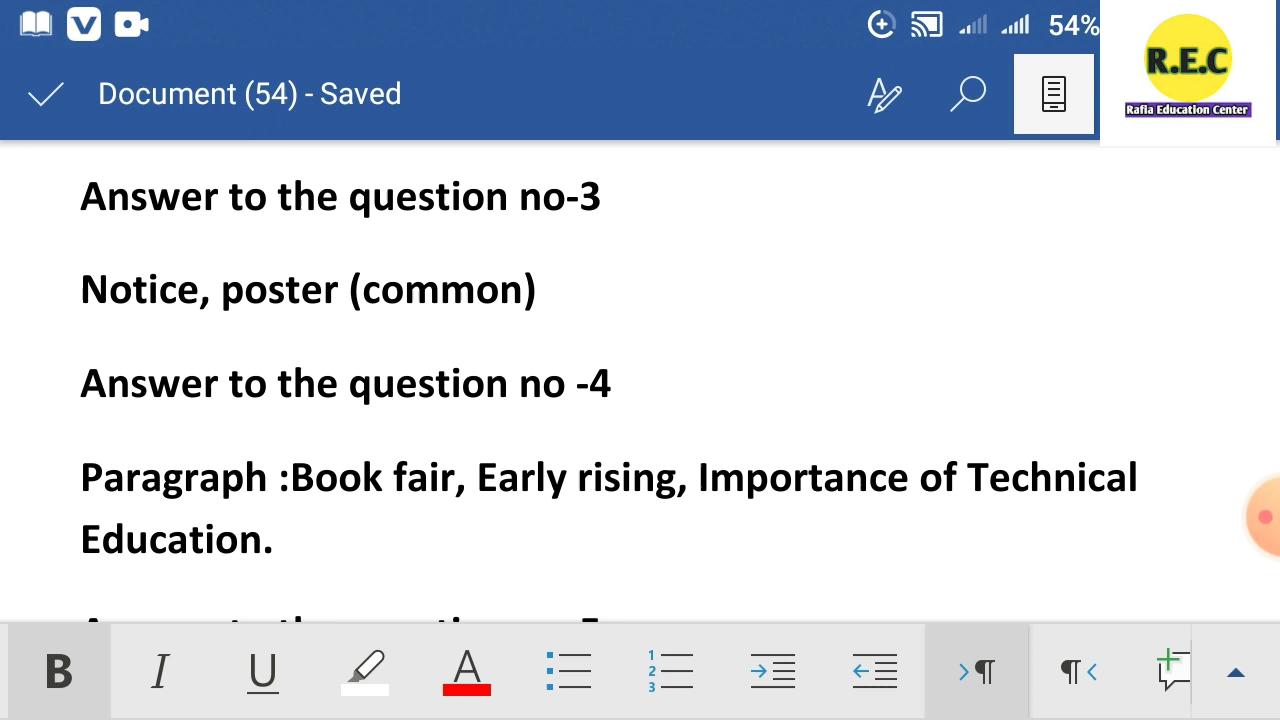 54%
R.E.C
Rafia Education Center
Document (54) - Saved
Answer to the question no-3
Notice, poster (common)
Answer to the question no -4
Paragraph :Book fair, Early rising, Importance of Technical
Education.
B I U A